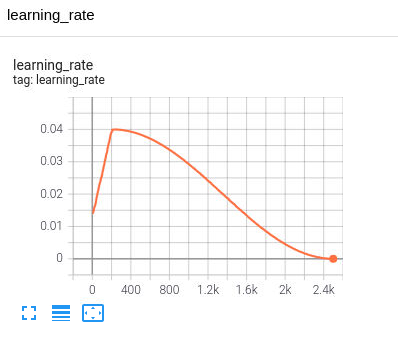 learning_rate
learning_rate
tag: learning_rate
0.04
0.03
0.02
0.01
0
0 400 800 1.2k 1.6k 2k 2.4k